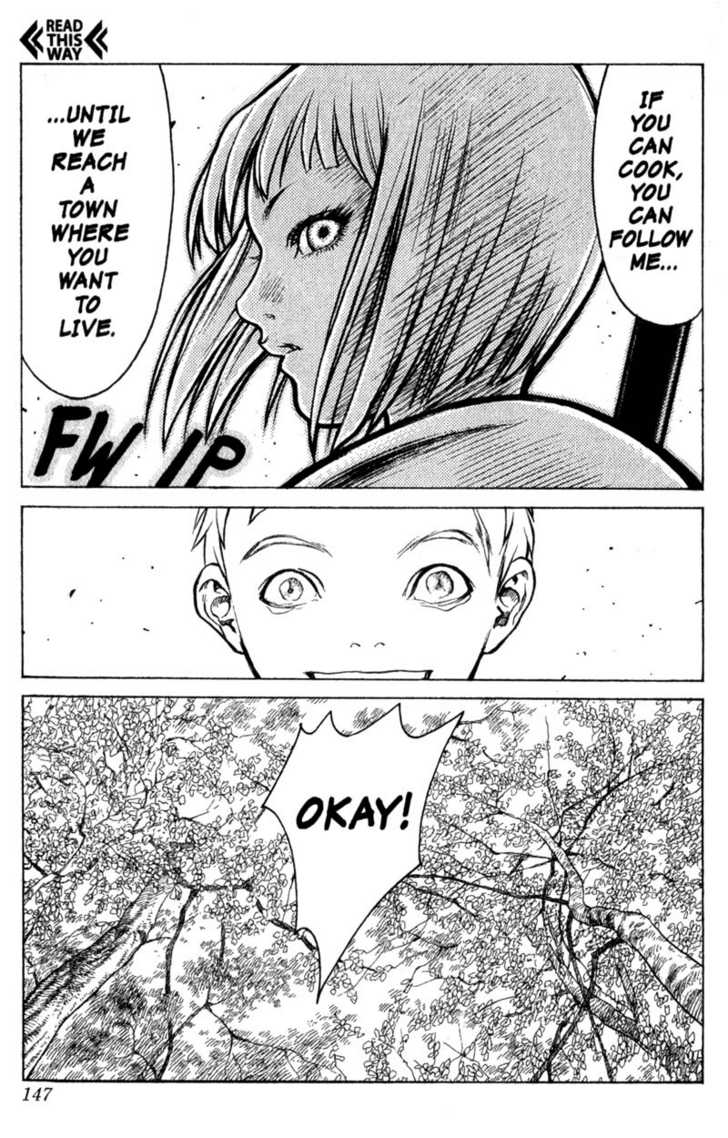 READ
THIS
WAY
IF
YOU
CAN
COOK,
YOU
CAN
FOLLOW
ME...
...UNTIL
WE
REACH
A
TOWN
WHERE
YOU
WANT
TO
LIVE.
FWIP
OKAY!
147